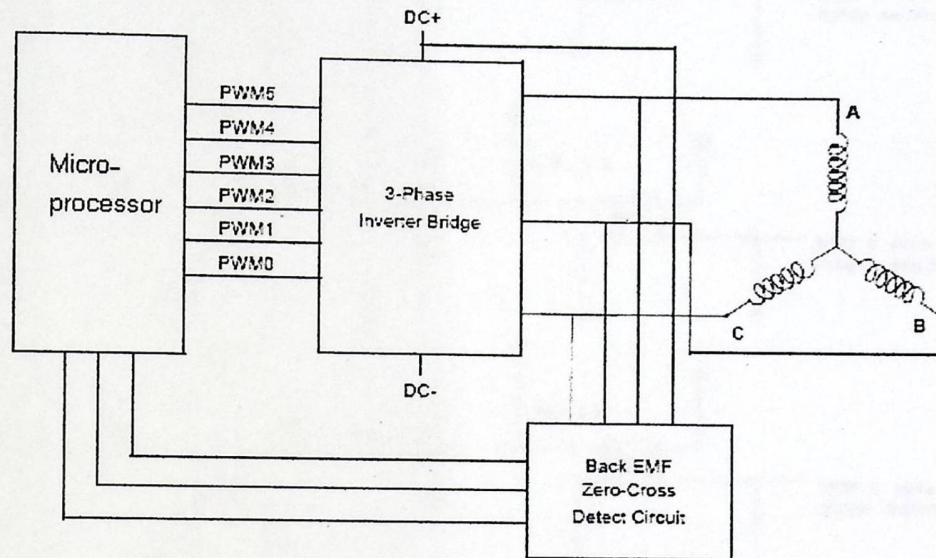 DC+
PWM5
PWM4
PWM3
PWM2
PWM1
PWM0
Micro-
processor
3-Phase
Inverter Bridge
A
C
B
DC-
Back EMF
Zero-Cross
Detect Circuit